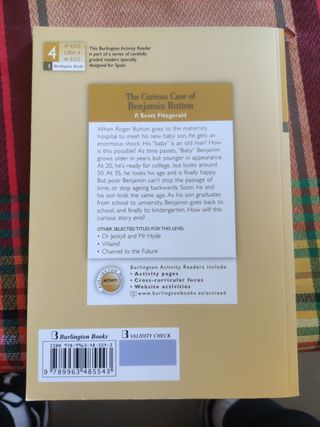 4
4º ESO
DBH 4
4t ESO
Burlington Books
This Burlington Activity Reader
is part of a series of carefully
graded readers specially
designed for Spain.
The Curious Case of
Benjamin Button
F. Scott Fitzgerald
When Roger Button goes to the maternity
hospital to meet his new baby son, he gets an
enormous shock. His "baby" is an old man! How
is this possible? As time passes, "Baby" Benjamin
grows older in years, but younger in appearance.
At 20, he's ready for college, but looks around
50. At 35, he looks his age and is finally happy.
But poor Benjamin can't stop the passage of
time, or stop ageing backwards. Soon, he and
his son look the same age. As his son graduates
from school to university, Benjamin goes back to
school, and finally to kindergarten. How will this
curious story end?
OTHER SELECTED TITLES FOR THIS LEVEL
• Dr Jeckyll and Mr Hyde
• Villains!
• Channel to the Future
Burlington Activity Readers include:
• Activity pages
• Cross-curricular focus
• Website activities
www.burlingtonbooks.es/actread
BURLINGTON
ACTIVITY
Burlington Books
VALIDITY CHECK
ISBN 978-9963-48-554-3
9 789963 485543